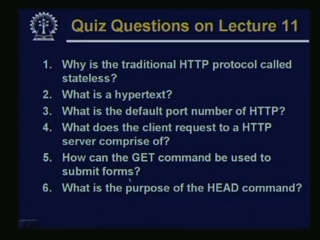 Quiz Questions on Lecture 11
1. Why is the traditional HTTP protocol called
stateless?
2. What is a hypertext?
3. What is the default port number of HTTP?
4. What does the client request to a HTTP
server comprise of?
5. How can the GET command be used to
submit forms?
6. What is the purpose of the HEAD command?